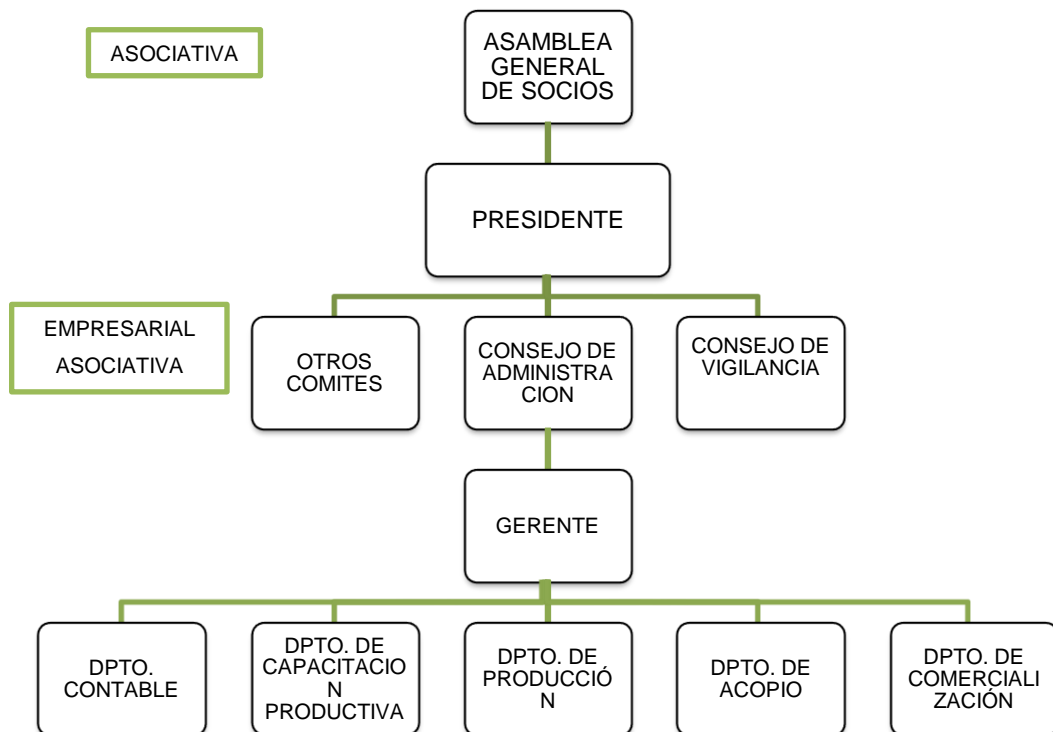 ASOCIATIVA
ASAMBLEA
GENERAL
DE SOCIOS
PRESIDENTE
EMPRESARIAL
ASOCIATIVA
OTROS
COMITES
CONSEJO DE
ADMINISTRA
CION
CONSEJO DE
VIGILANCIA
GERENTE
DPTO.
CONTABLE
DPTO. DE
CAPACITACIO
N
PRODUCTIVA
DPTO. DE
PRODUCCIÓ
N
DPTO. DE
ACOPIO
DPTO. DE
COMERCIALI
ZACIÓN